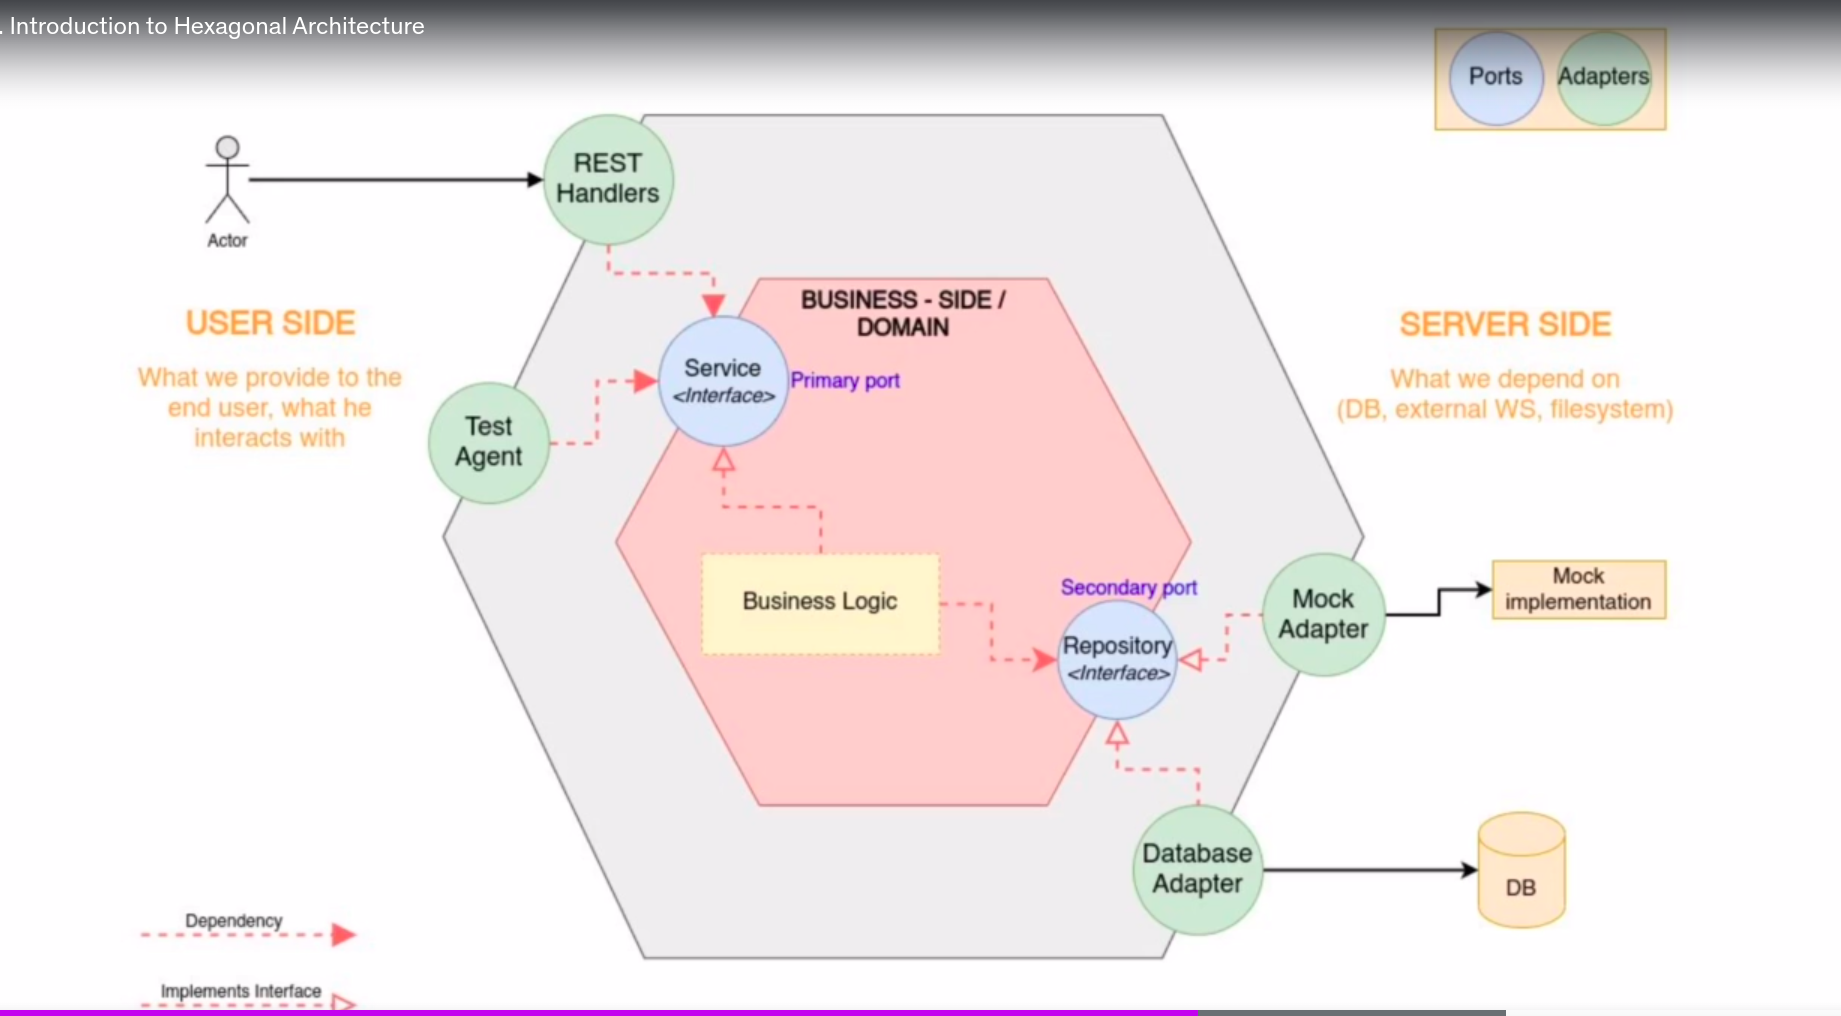 . Introduction to Hexagonal Architecture
Ports
Adapters
REST
Handlers
Actor
BUSINESS - SIDE /
DOMAIN
USER SIDE
What we provide to the
end user, what he
interacts with
SERVER SIDE
What we depend on
(DB, external WS, filesystem)
Service
<Interface>
Primary port
Test
Agent
Business Logic
Secondary port
Repository
<Interface>
Mock
Adapter
Mock
implementation
Database
Adapter
DB
Dependency
Implements Interface